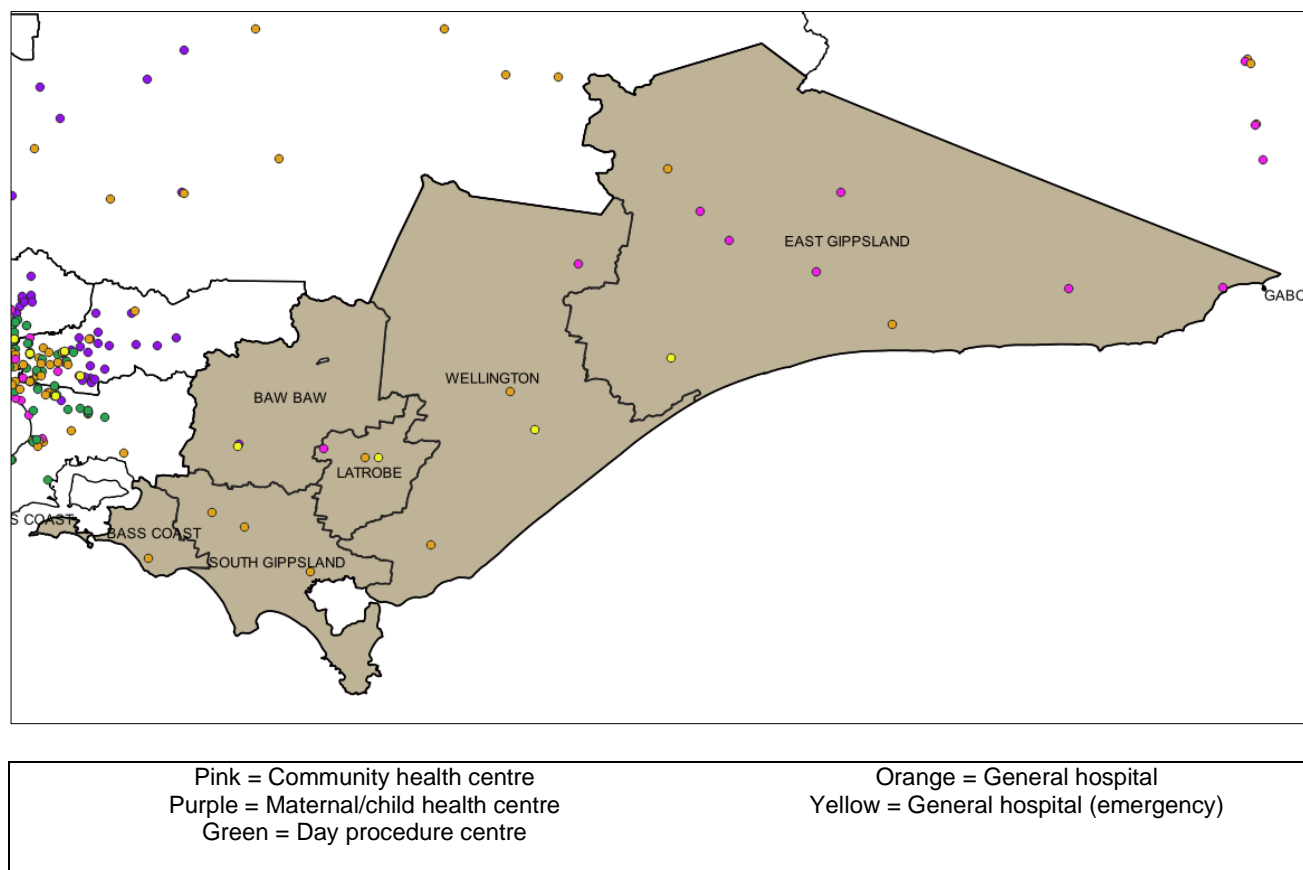 EAST GIPPSLAND
GABO
WELLINGTON
BAW BAW
LATROBE
S COAST
BASS COAST
SOUTH GIPPSLAND
Pink = Community health centre
Purple = Maternal/child health centre
Green = Day procedure centre
Orange = General hospital
Yellow = General hospital (emergency)